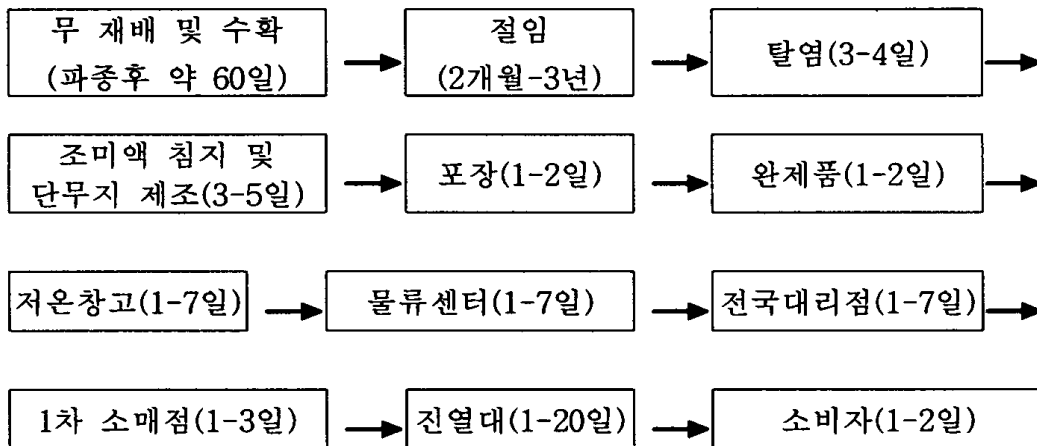 무 재배 및 수확
(파종후 약 60일)
절임
(2개월-3년)
탈염(3-4일)
조미액 침지 및
단무지 제조(3-5일)
포장(1-2일)
완제품(1-2일)
저온창고(1-7일)
물류센터(1-7일)
전국대리점(1-7일)
1차 소매점(1-3일)
진열대(1-20일)
소비자(1-2일)